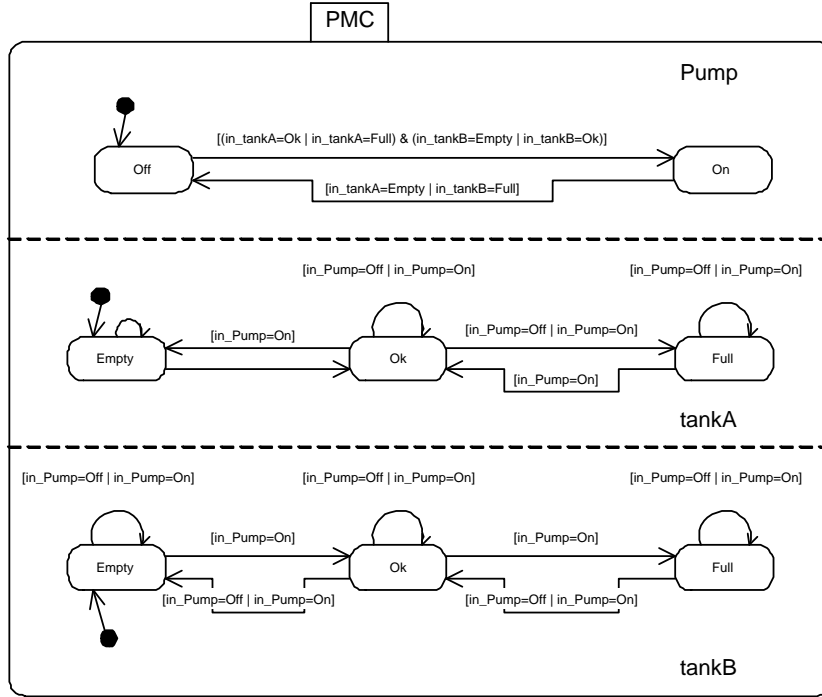 PMC
Pump
[(in_tankA=Ok | in_tankA=Full) & (in_tankB=Empty | in_tankB=Ok)]
Off
On
[in_tankA=Empty | in_tankB=Full]
[in_Pump=Off | in_Pump=On]
[in_Pump=Off | in_Pump=On]
[in_Pump=On]
[in_Pump=Off | in_Pump=On]
Empty
Ok
Full
[in_Pump=On]
tankA
[in_Pump=Off | in_Pump=On]
[in_Pump=Off | in_Pump=On]
[in_Pump=Off | in_Pump=On]
[in_Pump=On]
[in_Pump=On]
Empty
Ok
Full
[in_Pump=Off | in_Pump=On]
[in_Pump=Off | in_Pump=On]
tankB